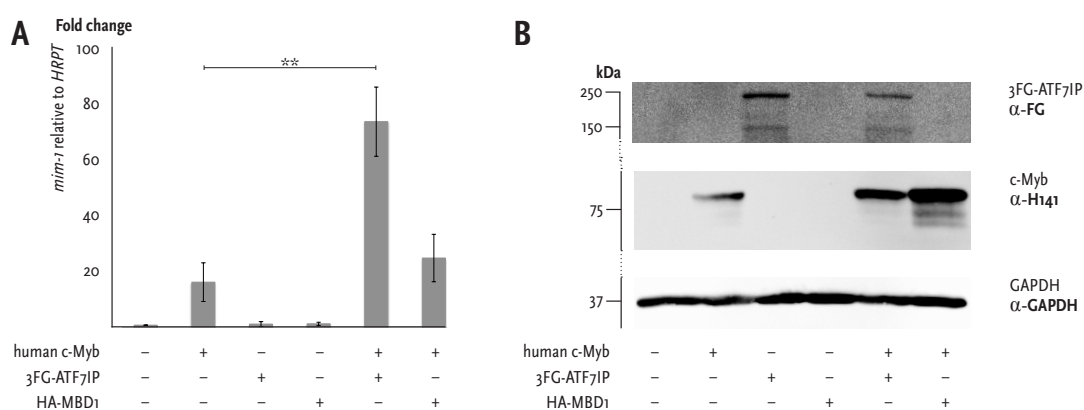 A
Fold change
mim-1 relative to HRPT
100
80
60
40
20
**
human c-Myb – + – – + +
3FG-ATF7IP – – + – + –
HA-MBD1 – – – + – +
B
kDa
250
150
75
37
3FG-ATF7IP
α-FG
c-Myb
α-H141
GAPDH
α-GAPDH
human c-Myb – + – – + +
3FG-ATF7IP – – + – + –
HA-MBD1 – – – + – +